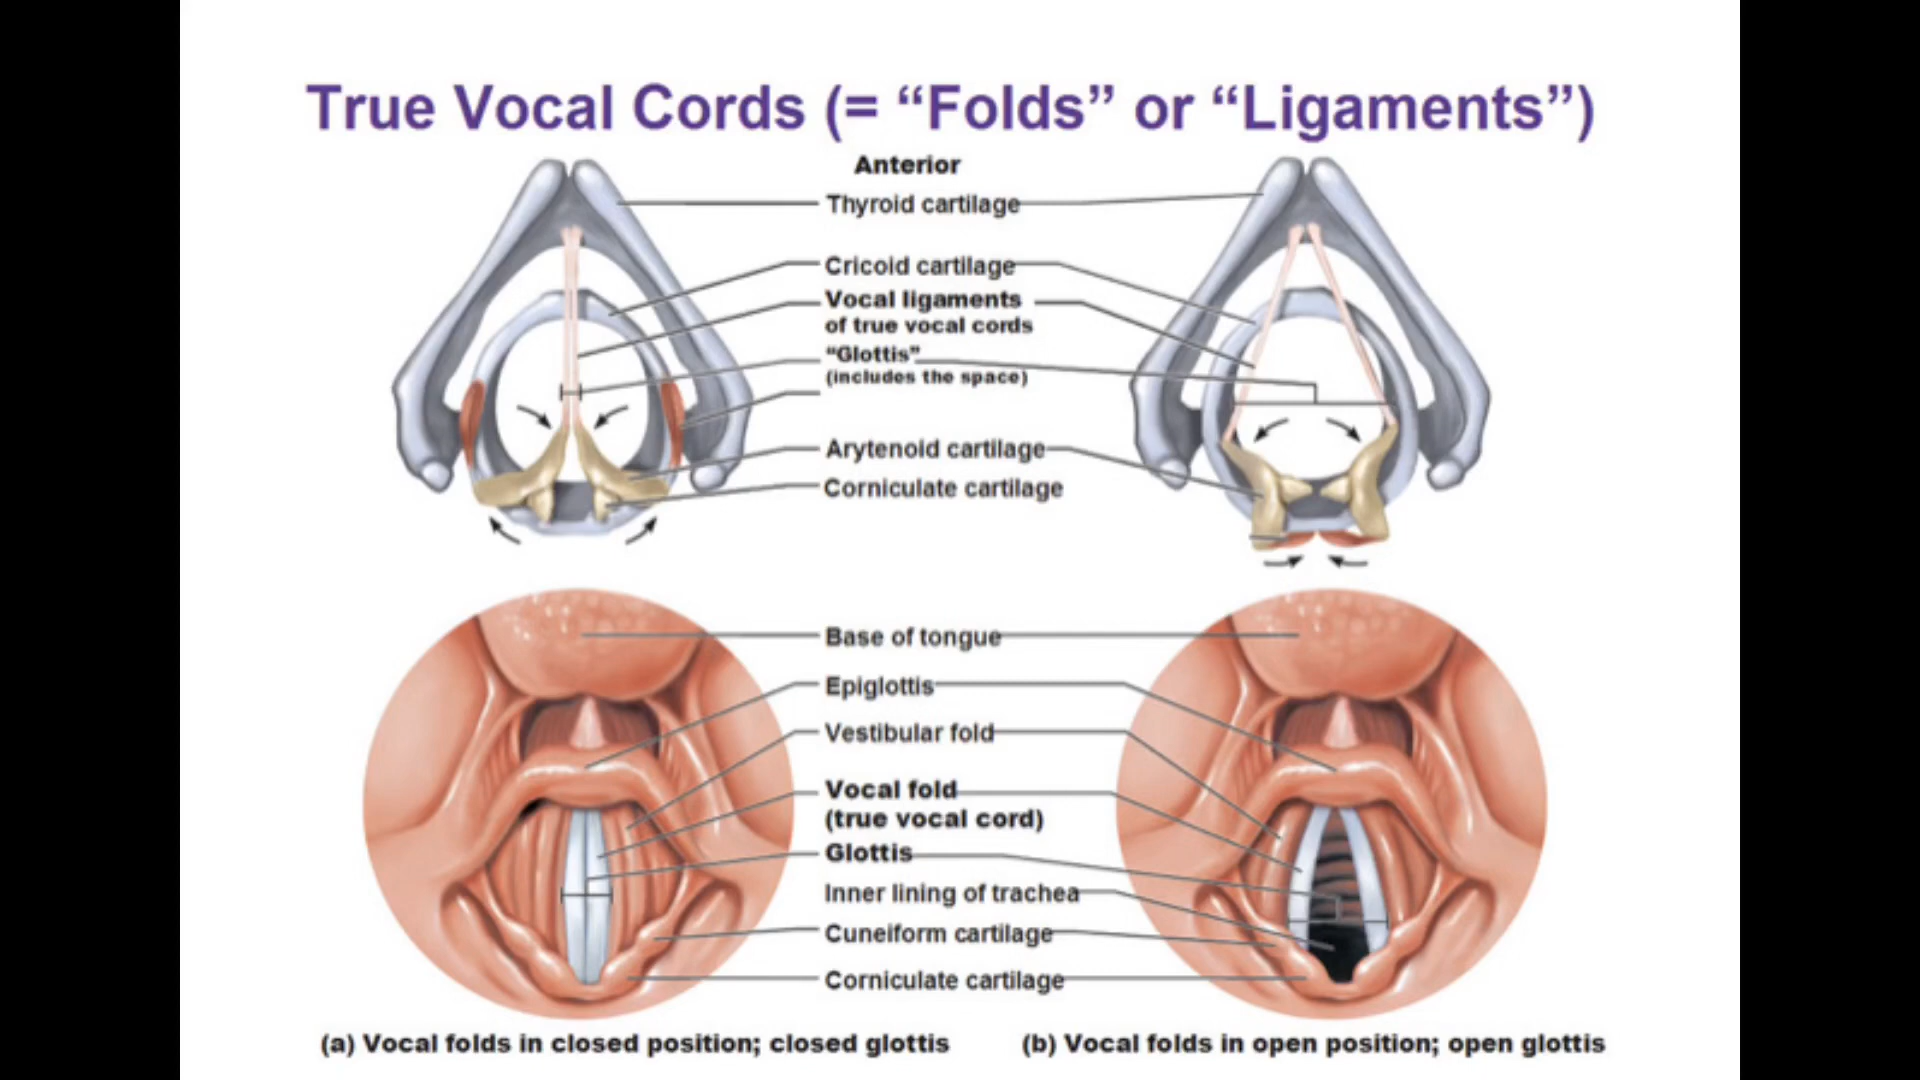 True Vocal Cords (= “Folds” or “Ligaments”)
Anterior
Thyroid cartilage
Cricoid cartilage
Vocal ligaments
of true vocal cords
“Glottis”
(includes the space)
Arytenoid cartilage
Corniculate cartilage
Base of tongue
Epiglottis
Vestibular fold
Vocal fold
(true vocal cord)
Glottis
Inner lining of trachea
Cuneiform cartilage
Corniculate cartilage
(a) Vocal folds in closed position; closed glottis
(b) Vocal folds in open position; open glottis